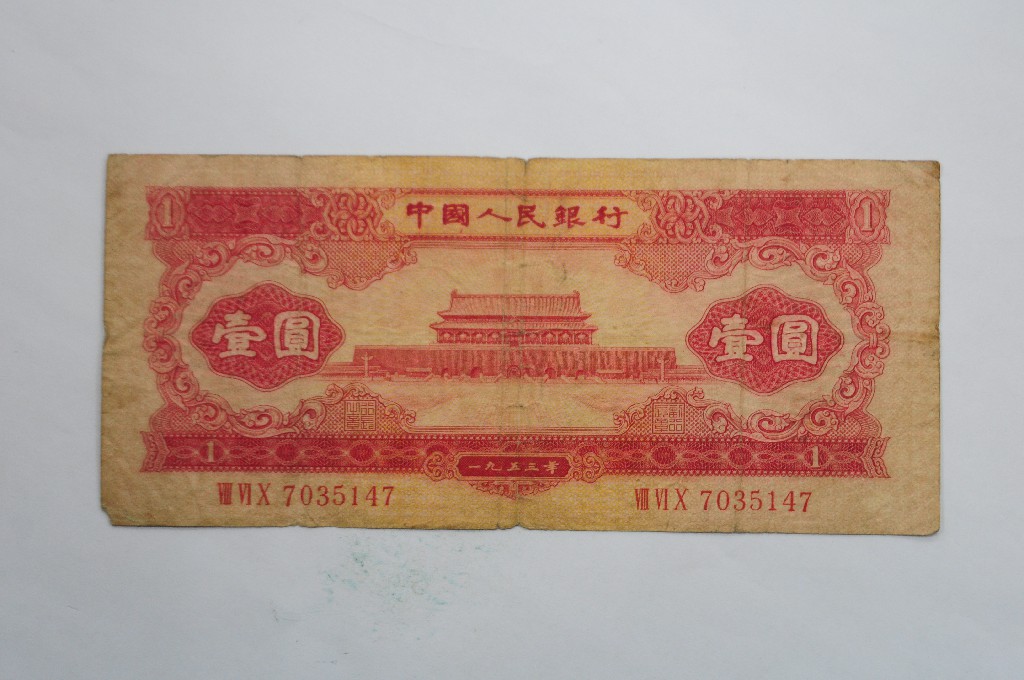 1 中國人民銀行 1
壹圓 壹圓
1 一九五三年 1
VIII VI X 7035147 VIII VI X 7035147